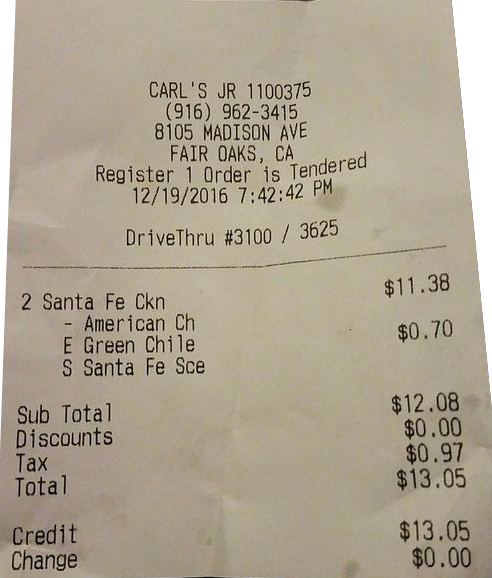 CARL'S JR 1100375
(916) 962-3415
8105 MADISON AVE
FAIR OAKS, CA
Register 1 Order is Tendered
12/19/2016 7:42:42 PM
DriveThru #3100 / 3625
2 Santa Fe Ckn $11.38
- American Ch
E Green Chile $0.70
S Santa Fe Sce
Sub Total $12.08
Discounts $0.00
Tax $0.97
Total $13.05
Credit $13.05
Change $0.00